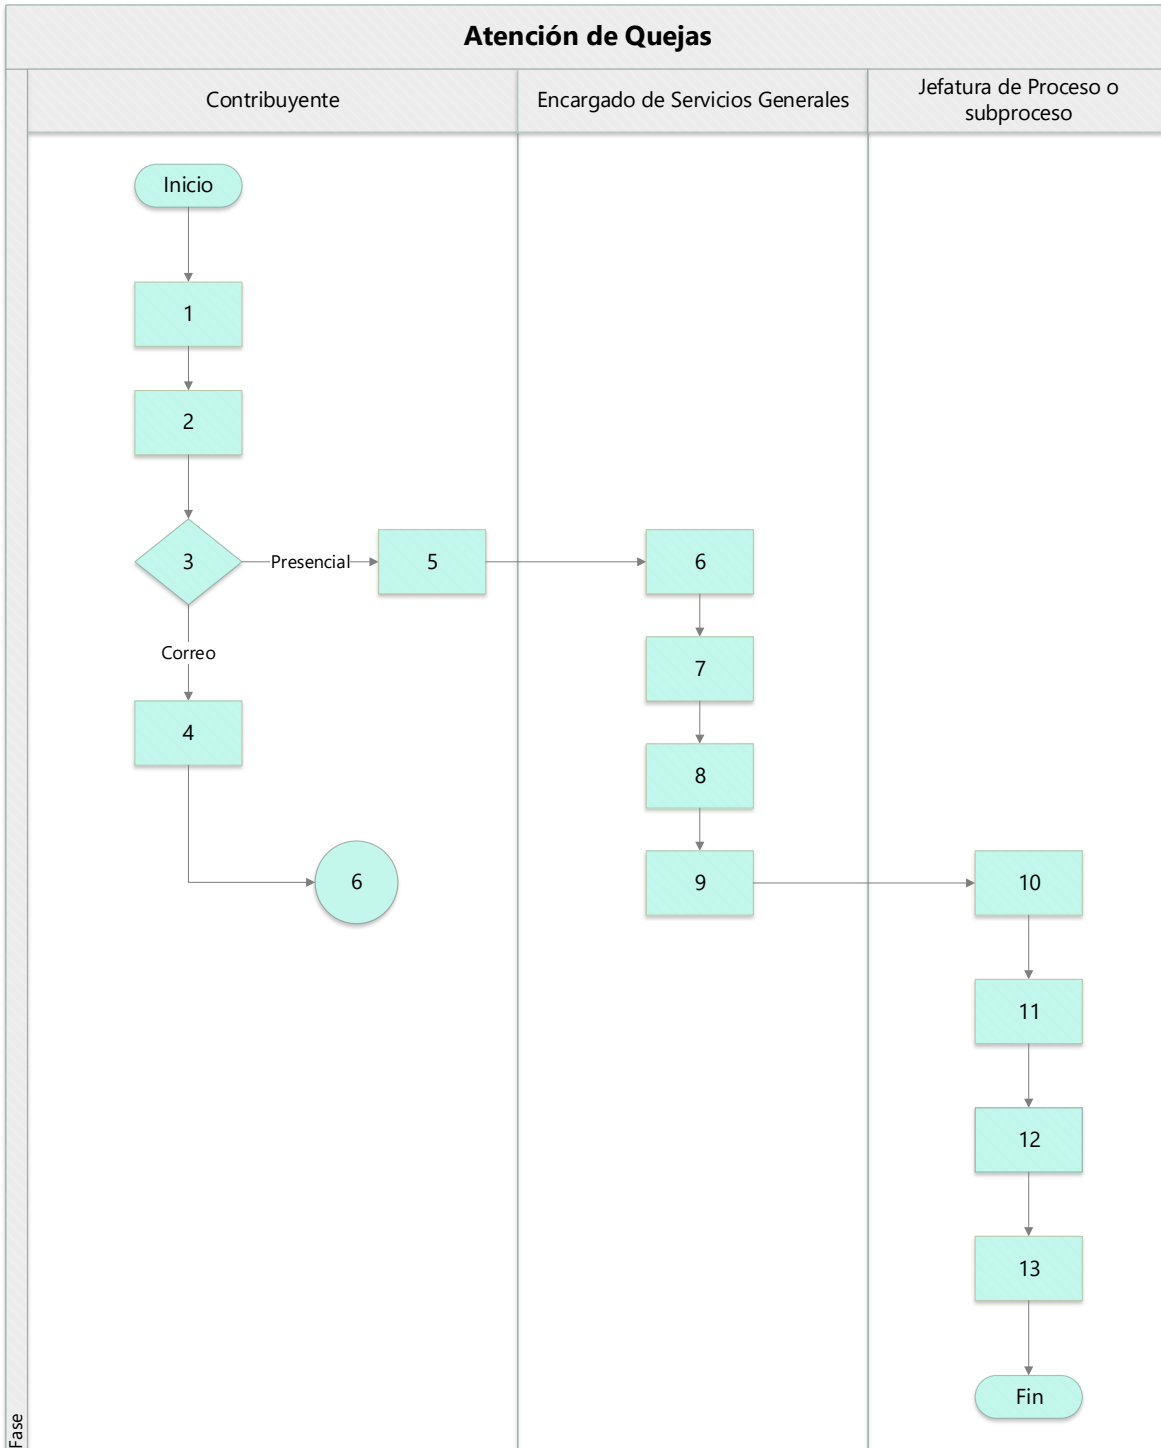 Atención de Quejas
Contribuyente
Encargado de Servicios Generales
Jefatura de Proceso o
subproceso
Inicio
1
2
3
Presencial
5
6
Correo
7
4
8
6
9
10
11
12
13
Fin
Fase